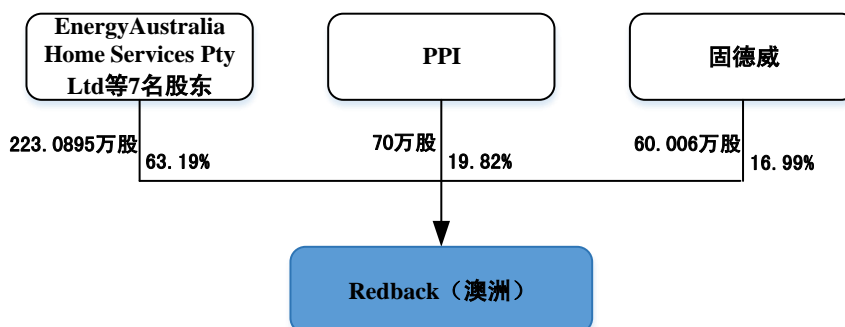 EnergyAustralia
Home Services Pty
Ltd等7名股东
PPI
固德威
223.0895万股
63.19%
70万股
19.82%
60.006万股
16.99%
Redback（澳洲）